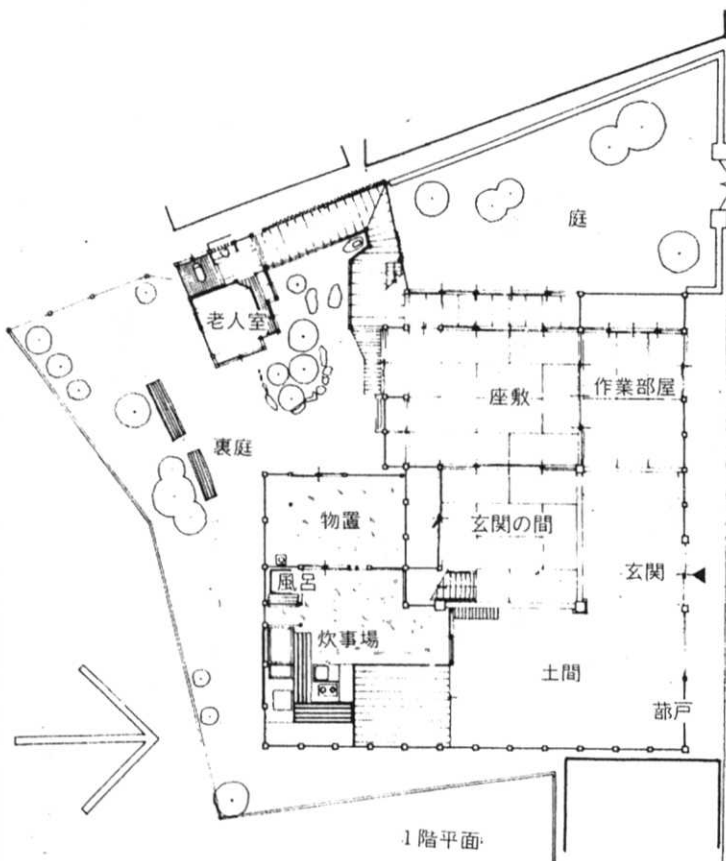 庭
老人室
座敷
作業部屋
裏庭
物置
玄関の間
玄関
風呂
炊事場
土間
蔀戸
1階平面